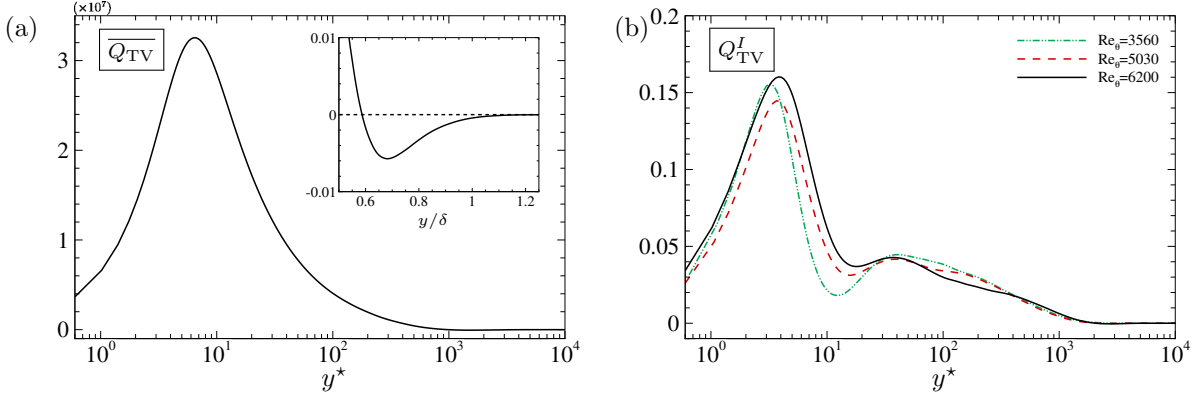 (a)
(×10⁷)
Q_TV
3
2
1
0
10⁰ 10¹ 10² 10³ 10⁴
y⋆
0.01
0
-0.01
0.6 0.8 1 1.2
y/δ
(b)
Q^I_TV
Re_θ=3560
Re_θ=5030
Re_θ=6200
0.2
0.15
0.1
0.05
0
10⁰ 10¹ 10² 10³ 10⁴
y⋆